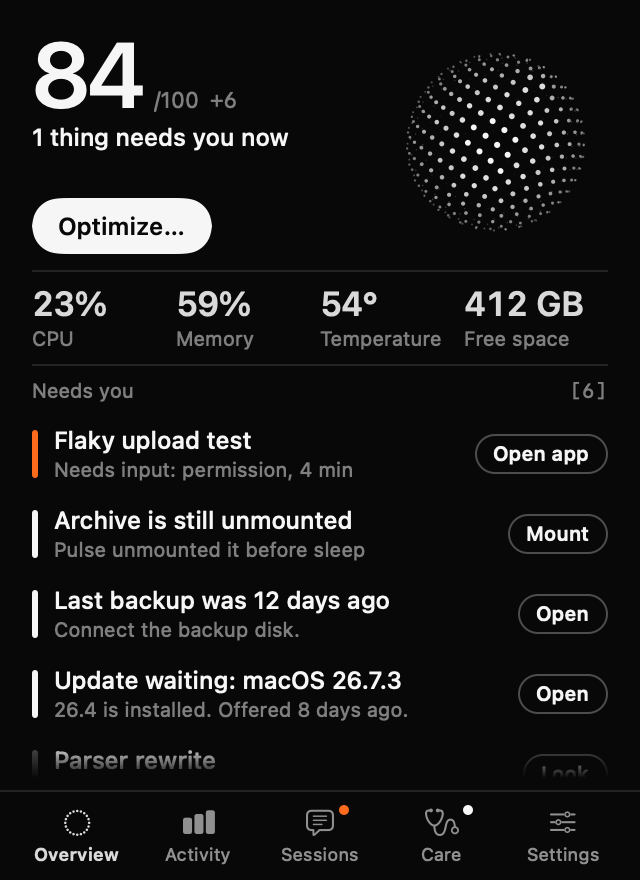 84 /100 +6
1 thing needs you now
Optimize...
23% 59% 54° 412 GB
CPU Memory Temperature Free space
Needs you [6]
Flaky upload test
Needs input: permission, 4 min
Open app
Archive is still unmounted
Pulse unmounted it before sleep
Mount
Last backup was 12 days ago
Connect the backup disk.
Open
Update waiting: macOS 26.7.3
26.4 is installed. Offered 8 days ago.
Open
Parser rewrite
Look
Overview Activity Sessions Care Settings